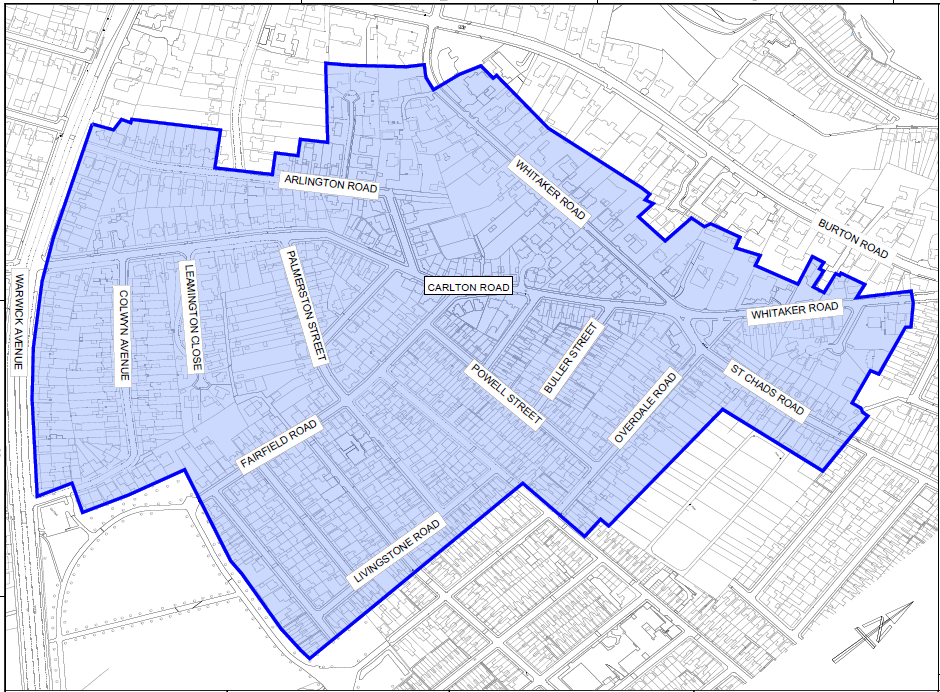 ARLINGTON ROAD
WHITAKER ROAD
BURTON ROAD
WARWICK AVENUE
COLWYN AVENUE
LEAMINGTON CLOSE
PALMERSTON STREET
CARLTON ROAD
WHITAKER ROAD
BULLER STREET
POWELL STREET
OVERDALE ROAD
ST CHADS ROAD
FAIRFIELD ROAD
LIVINGSTONE ROAD
N